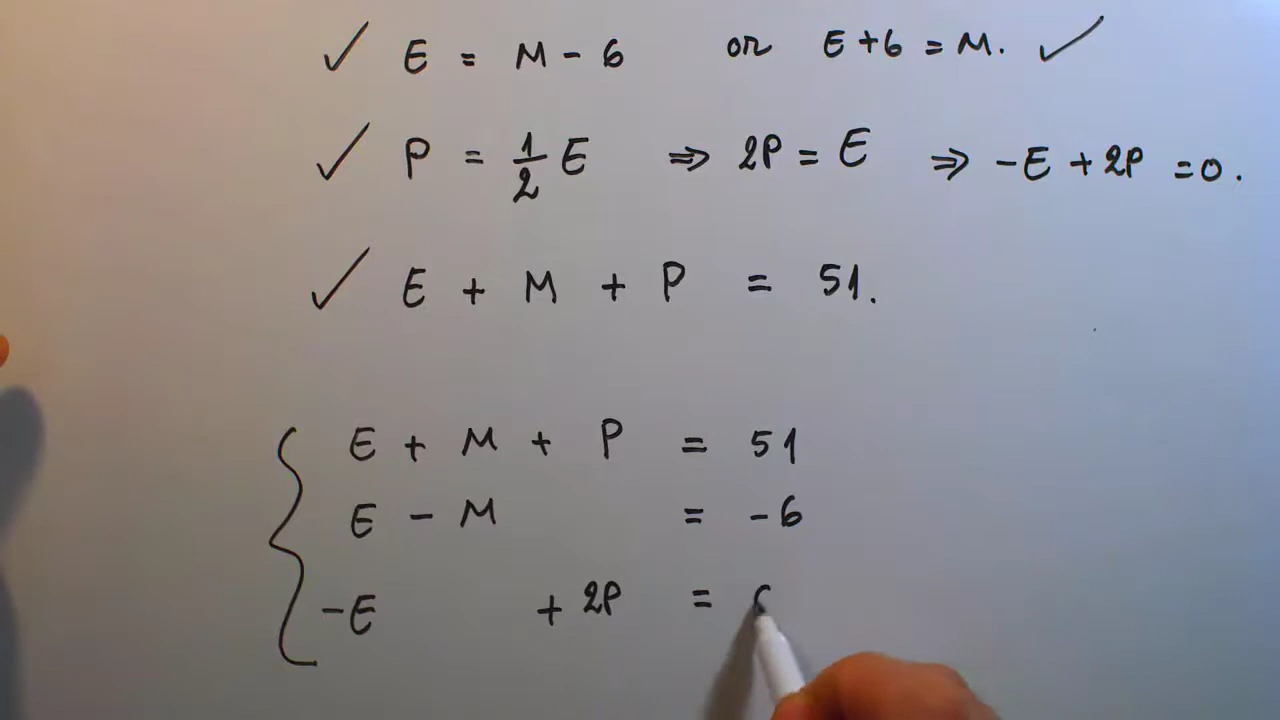 ✓ E = M - 6 or E + 6 = M. ✓
✓ P = 1/2 E ⇒ 2P = E ⇒ -E + 2P = 0.
✓ E + M + P = 51.
E + M + P = 51
E - M = -6
-E + 2P =